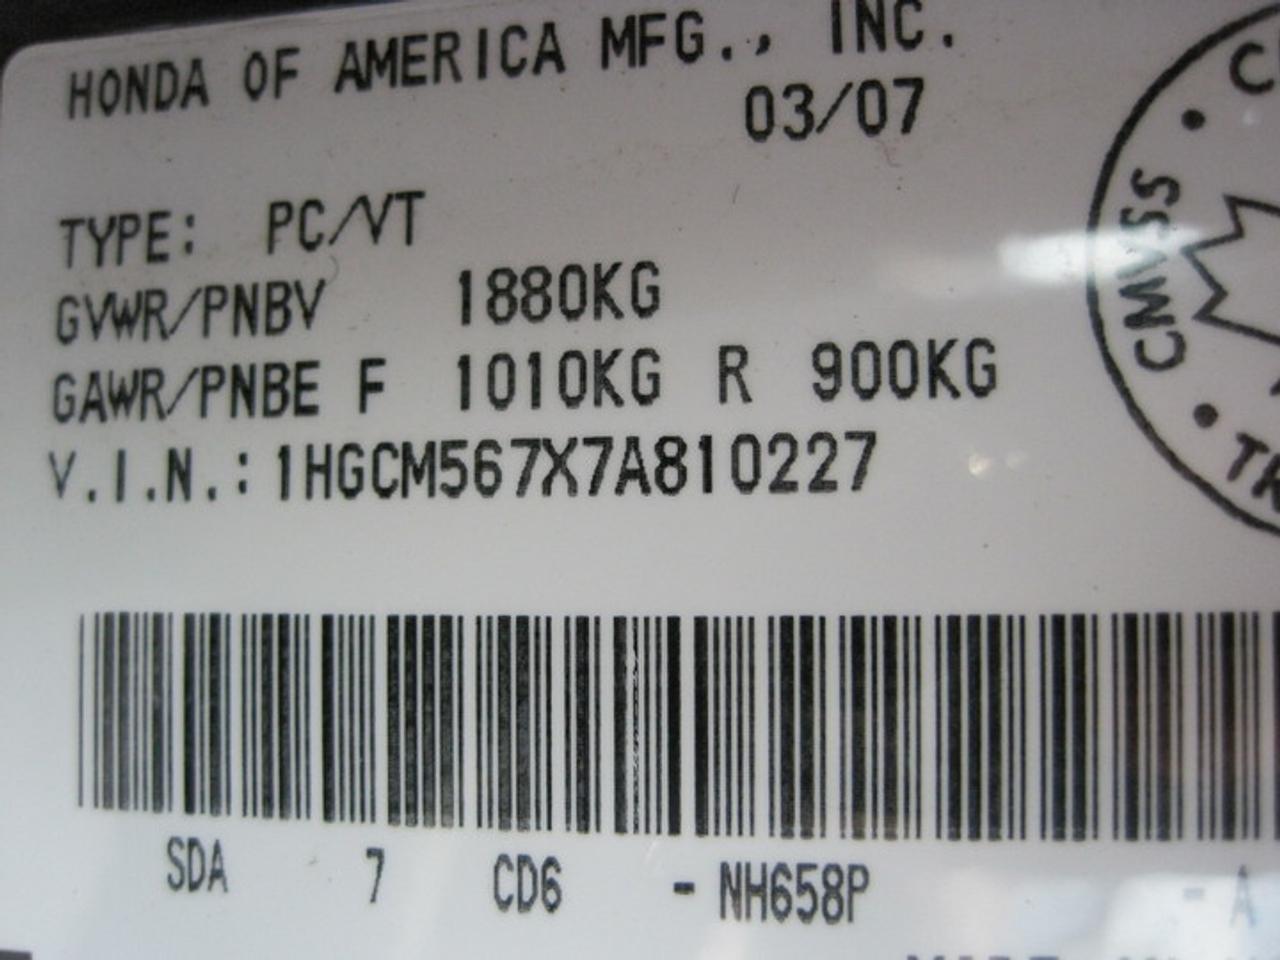 HONDA OF AMERICA MFG., INC.
03/07
TYPE: PC/VT
GVWR/PNBV 1880KG
GAWR/PNBE F 1010KG R 900KG
V.I.N.: 1HGCM567X7A810227
CMVSS
SDA 7 CD6 - NH658P - A